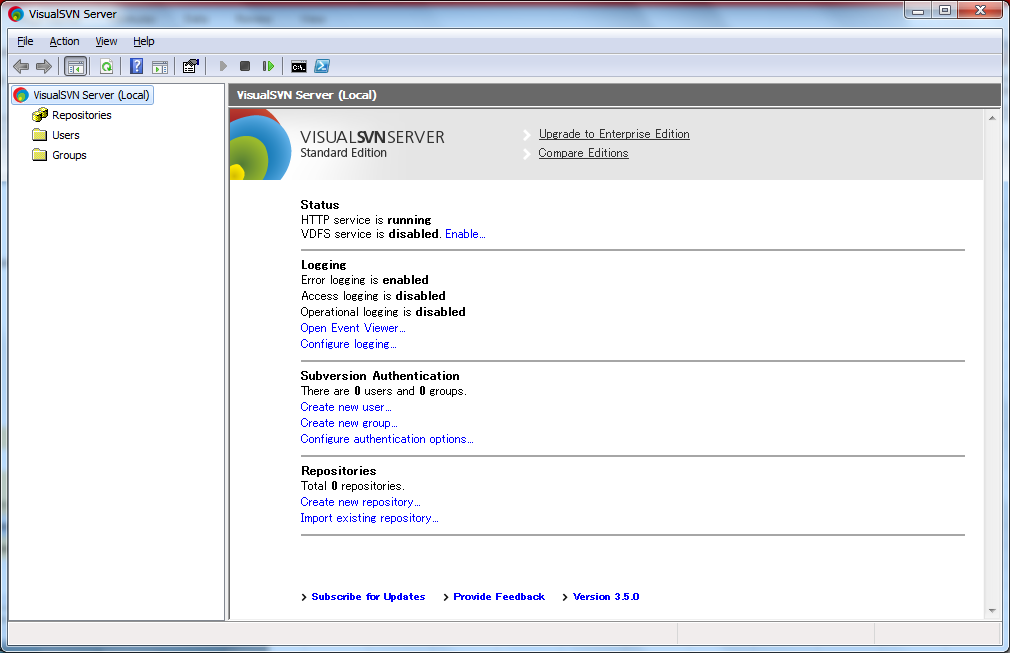 VisualSVN Server
File Action View Help
VisualSVN Server (Local)
Repositories
Users
Groups
VisualSVN Server (Local)
VISUALSVNSERVER
Standard Edition
Upgrade to Enterprise Edition
Compare Editions
Status
HTTP service is running
VDFS service is disabled. Enable...
Logging
Error logging is enabled
Access logging is disabled
Operational logging is disabled
Open Event Viewer...
Configure logging...
Subversion Authentication
There are 0 users and 0 groups.
Create new user...
Create new group...
Configure authentication options...
Repositories
Total 0 repositories.
Create new repository...
Import existing repository...
Subscribe for Updates Provide Feedback Version 3.5.0